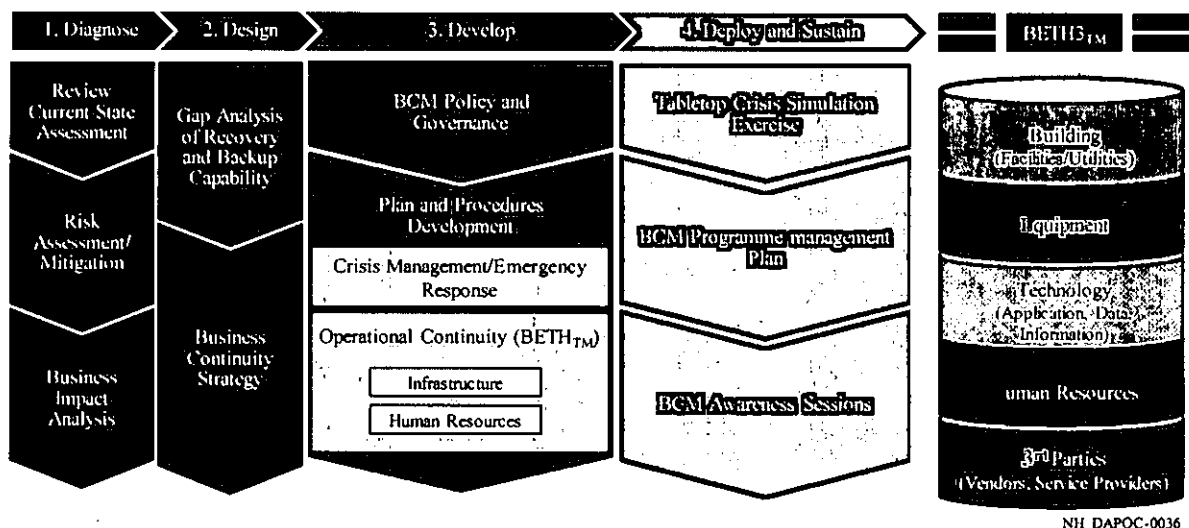 1. Diagnose
2. Design
3. Develop
4. Deploy and Sustain
BETH3TM
Review
Current State
Assessment
Risk
Assessment/
Mitigation
Business
Impact
Analysis
Gap Analysis
of Recovery
and Backup
Capability
Business
Continuity
Strategy
BCM Policy and
Governance
Plan and Procedures
Development
Crisis Management/Emergency
Response
Operational Continuity (BETHTM)
Infrastructure
Human Resources
Tabletop Crisis Simulation
Exercise
BCM Programme management
Plan
BCM Awareness Sessions
Building
(Facilities/Utilities)
Equipment
Technology
(Application, Data,
Information)
uman Resources
3rd Parties
(Vendors, Service Providers)
NH_DAPOC-0036